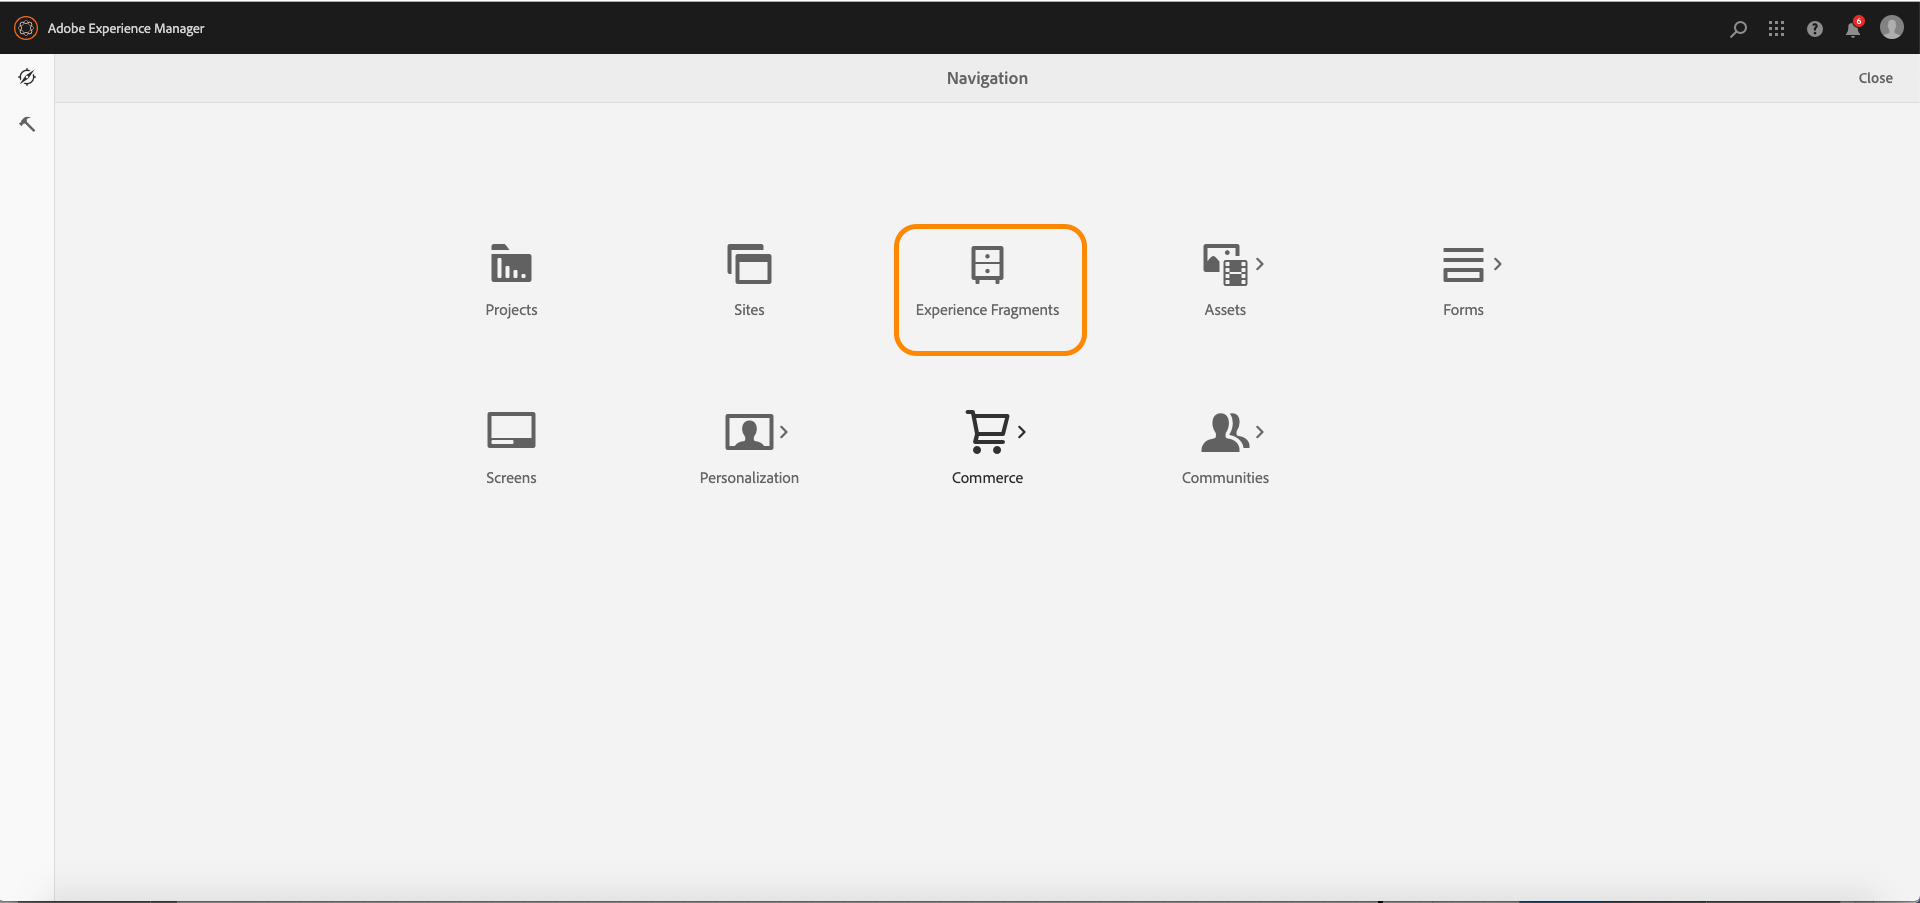 Adobe Experience Manager
6
Navigation
Close
Projects
Sites
Experience Fragments
Assets
Forms
Screens
Personalization
Commerce
Communities